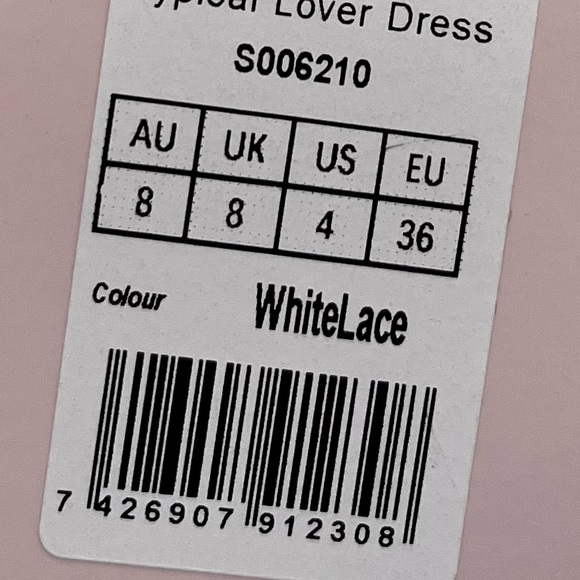 Lover Dress
S006210
AU UK US EU
8 8 4 36
Colour WhiteLace
7 426907 912308